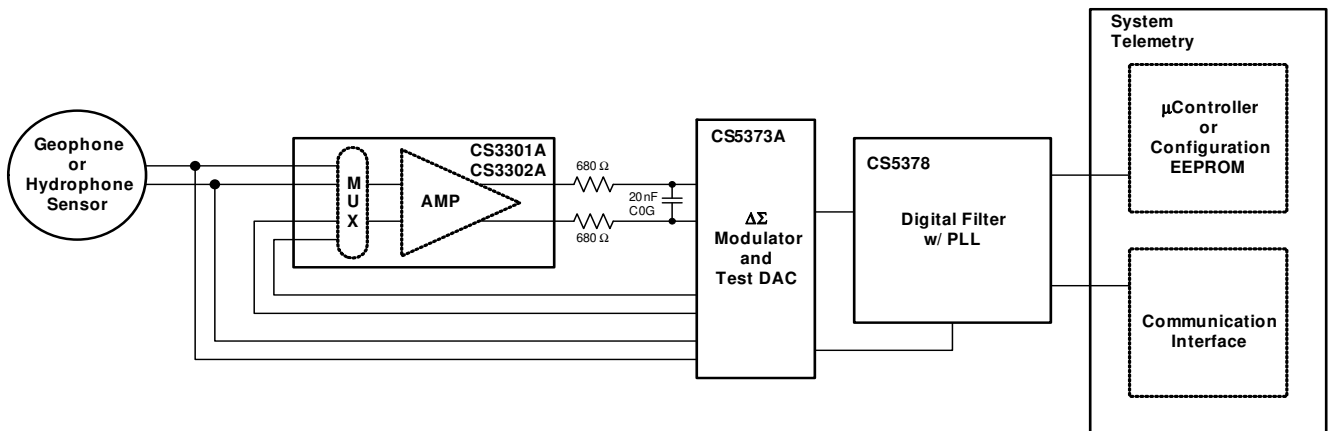 Geophone
or
Hydrophone
Sensor
M
U
X
AMP
CS3301A
CS3302A
680 Ω
680 Ω
20nF
C0G
CS5373A
ΔΣ
Modulator
and
Test DAC
CS5378
Digital Filter
w/ PLL
System
Telemetry
μController
or
Configuration
EEPROM
Communication
Interface